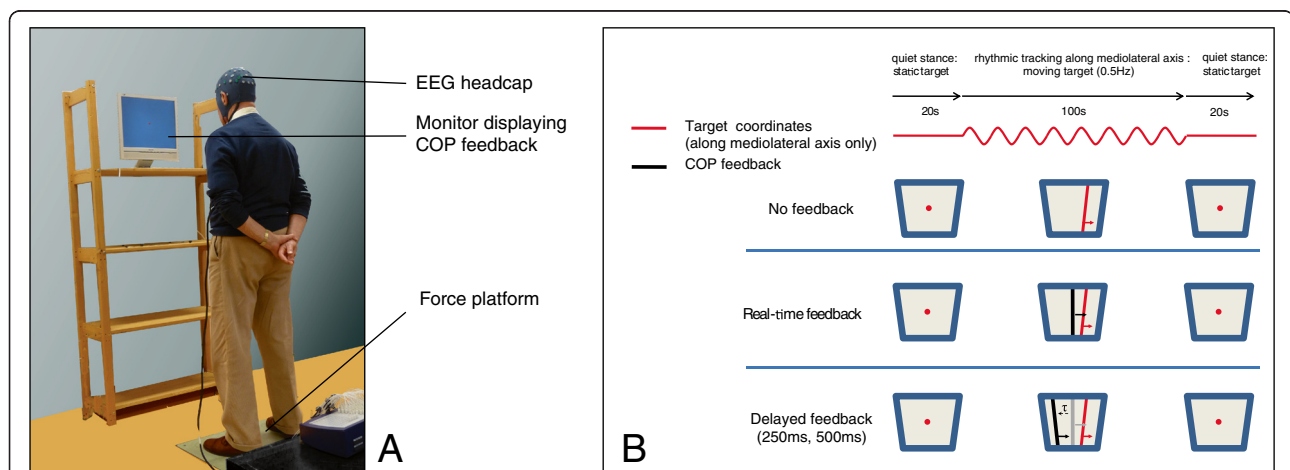 EEG headcap
Monitor displaying
COP feedback
Force platform
A
quiet stance:
static target
rhythmic tracking along mediolateral axis :
moving target (0.5Hz)
quiet stance:
static target
20s
100s
20s
Target coordinates
(along mediolateral axis only)
COP feedback
No feedback
Real-time feedback
Delayed feedback
(250ms, 500ms)
τ
B